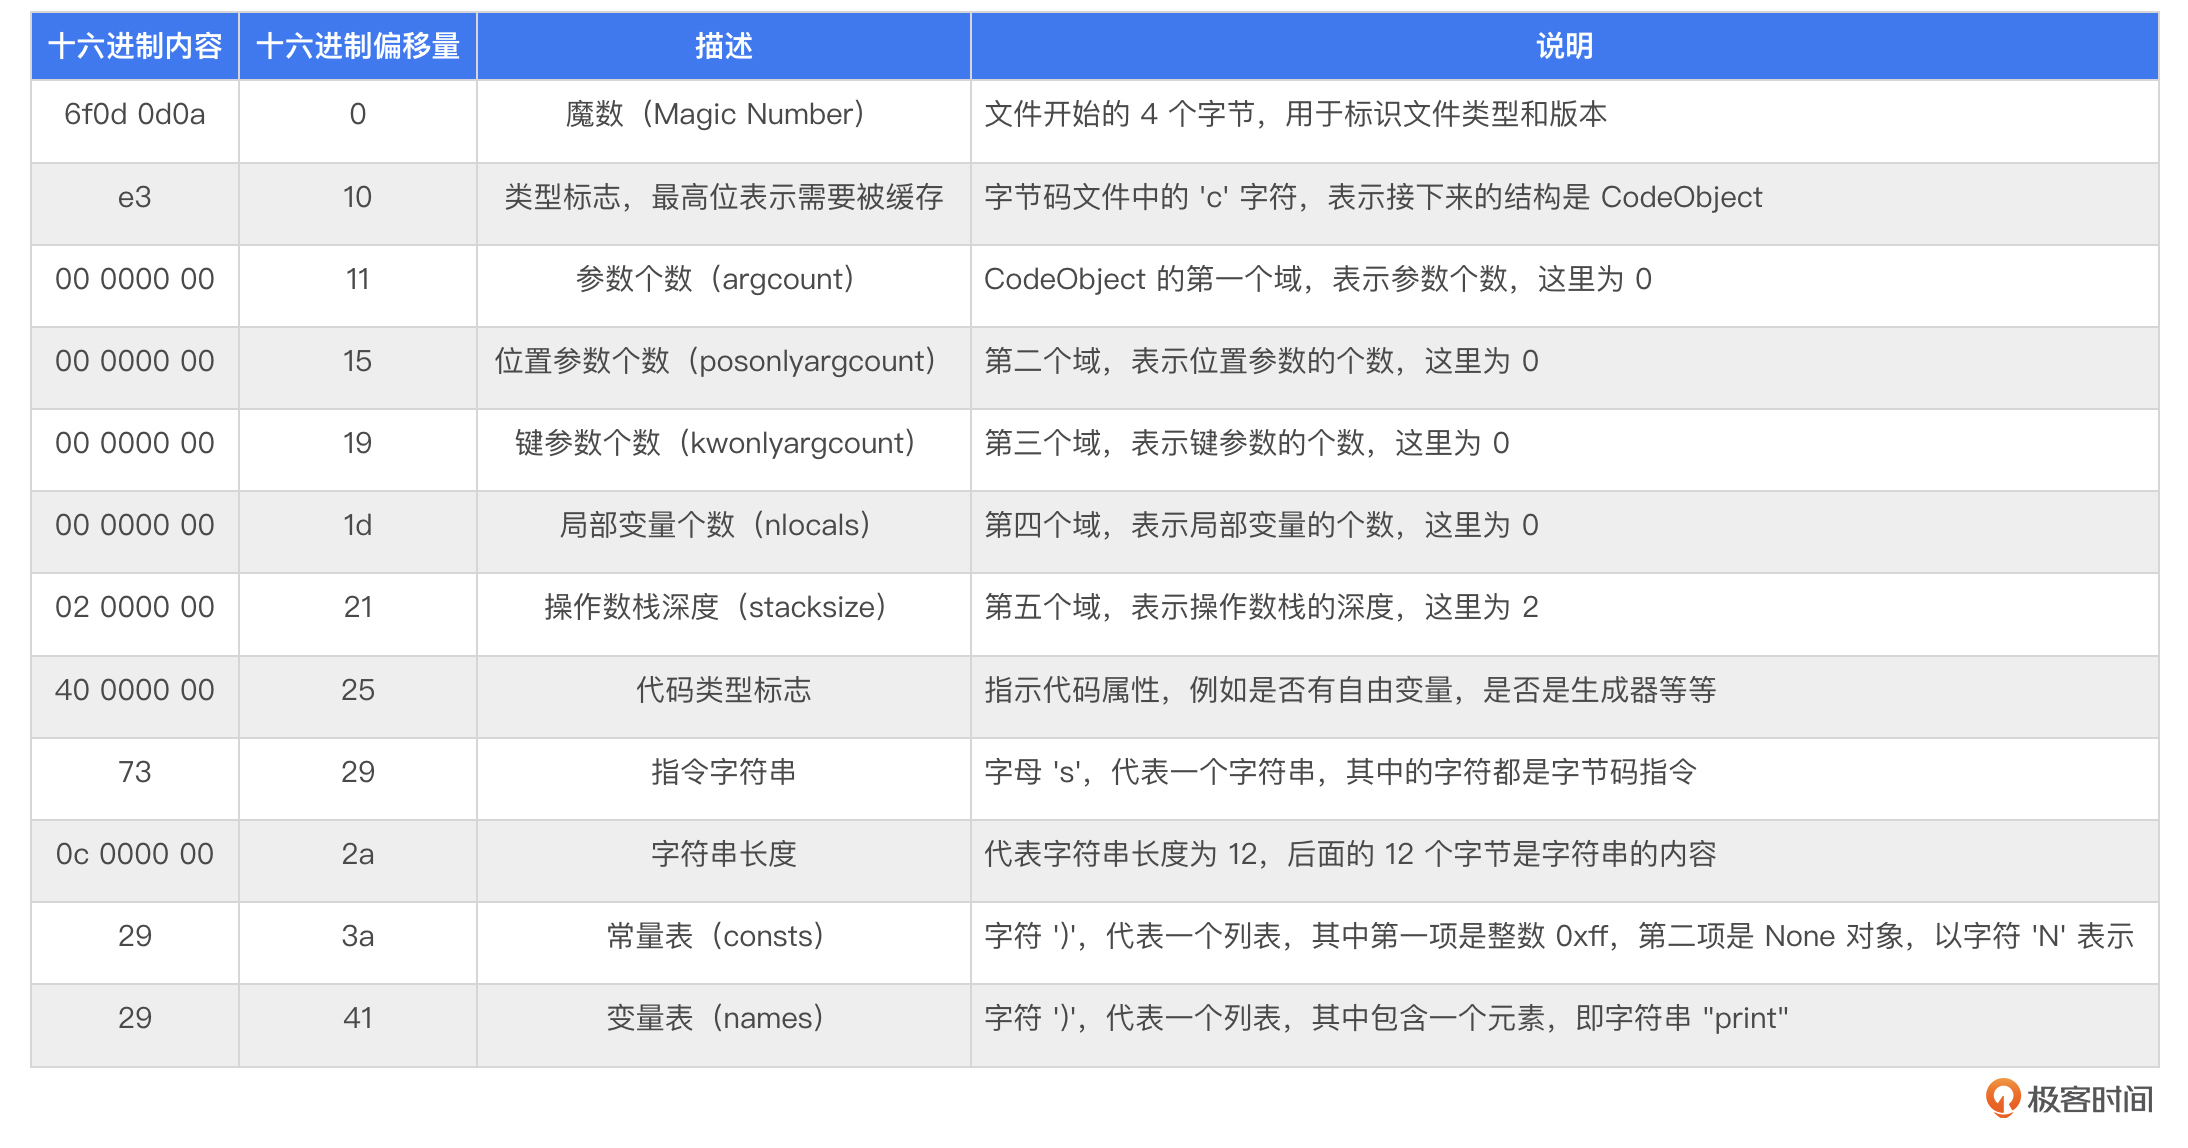 十六进制内容 十六进制偏移量 描述 说明
6f0d 0d0a 0 魔数（Magic Number） 文件开始的 4 个字节，用于标识文件类型和版本
e3 10 类型标志，最高位表示需要被缓存 字节码文件中的 'c' 字符，表示接下来的结构是 CodeObject
00 0000 00 11 参数个数（argcount） CodeObject 的第一个域，表示参数个数，这里为 0
00 0000 00 15 位置参数个数（posonlyargcount） 第二个域，表示位置参数的个数，这里为 0
00 0000 00 19 键参数个数（kwonlyargcount） 第三个域，表示键参数的个数，这里为 0
00 0000 00 1d 局部变量个数（nlocals） 第四个域，表示局部变量的个数，这里为 0
02 0000 00 21 操作数栈深度（stacksize） 第五个域，表示操作数栈的深度，这里为 2
40 0000 00 25 代码类型标志 指示代码属性，例如是否有自由变量，是否是生成器等等
73 29 指令字符串 字母 's'，代表一个字符串，其中的字符都是字节码指令
0c 0000 00 2a 字符串长度 代表字符串长度为 12，后面的 12 个字节是字符串的内容
29 3a 常量表（consts） 字符 ')'，代表一个列表，其中第一项是整数 0xff，第二项是 None 对象，以字符 'N' 表示
29 41 变量表（names） 字符 ')'，代表一个列表，其中包含一个元素，即字符串 "print"
极客时间